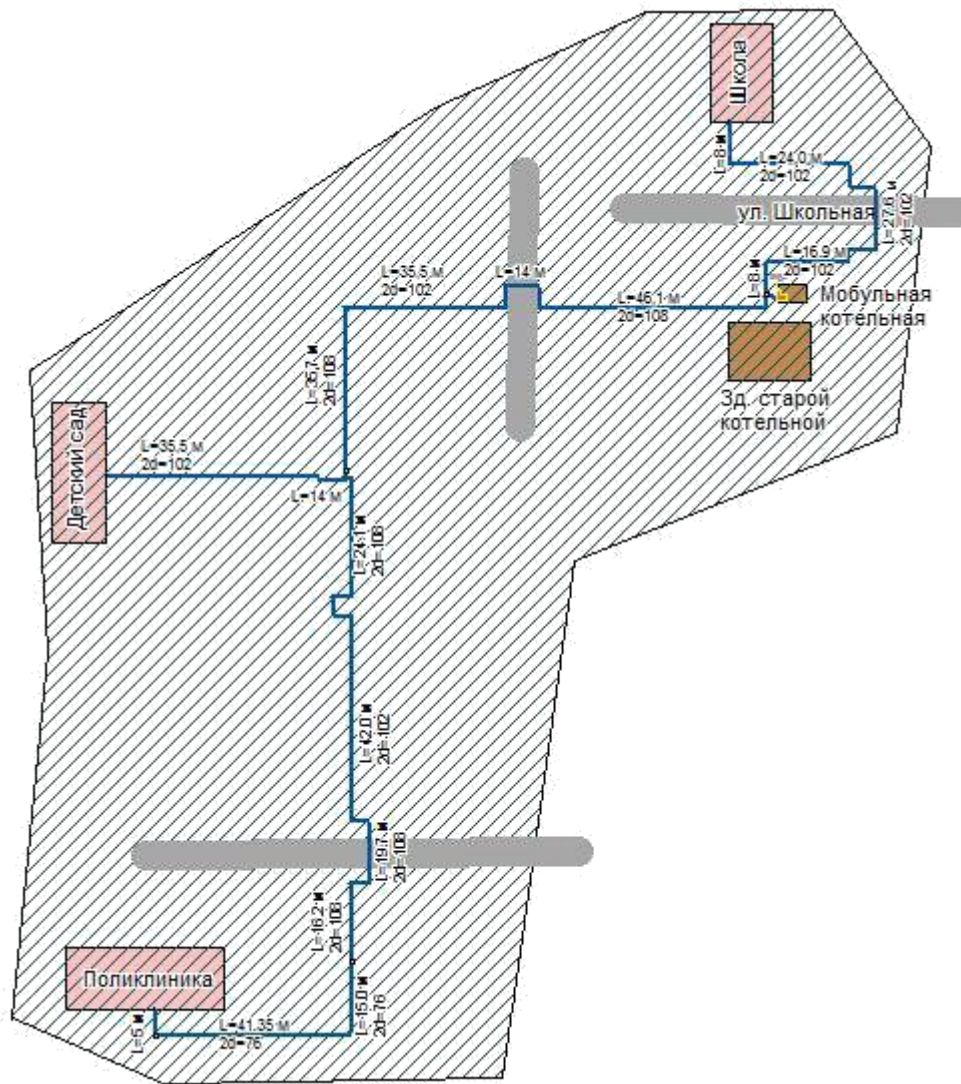 Школа
L=8 м
L=24,0 м
2d=102
ул. Школьная
L=27.6 м
2d=102
L=16.9 м
2d=102
L=8 м
Мобульная
котельная
L=35.5 м
2d=102
L=14 м
L=46.1 м
2d=108
Зд. старой
котельной
L=35,7 м
2d=108
Детский сад
L=35.5 м
2d=102
L=14 м
L=24.1 м
2d=108
L=42.0 м
2d=102
L=19.7 м
2d=108
L=16.2 м
2d=108
Поликлиника
L=15.0 м
2d=76
L=5 м
L=41.35 м
2d=76